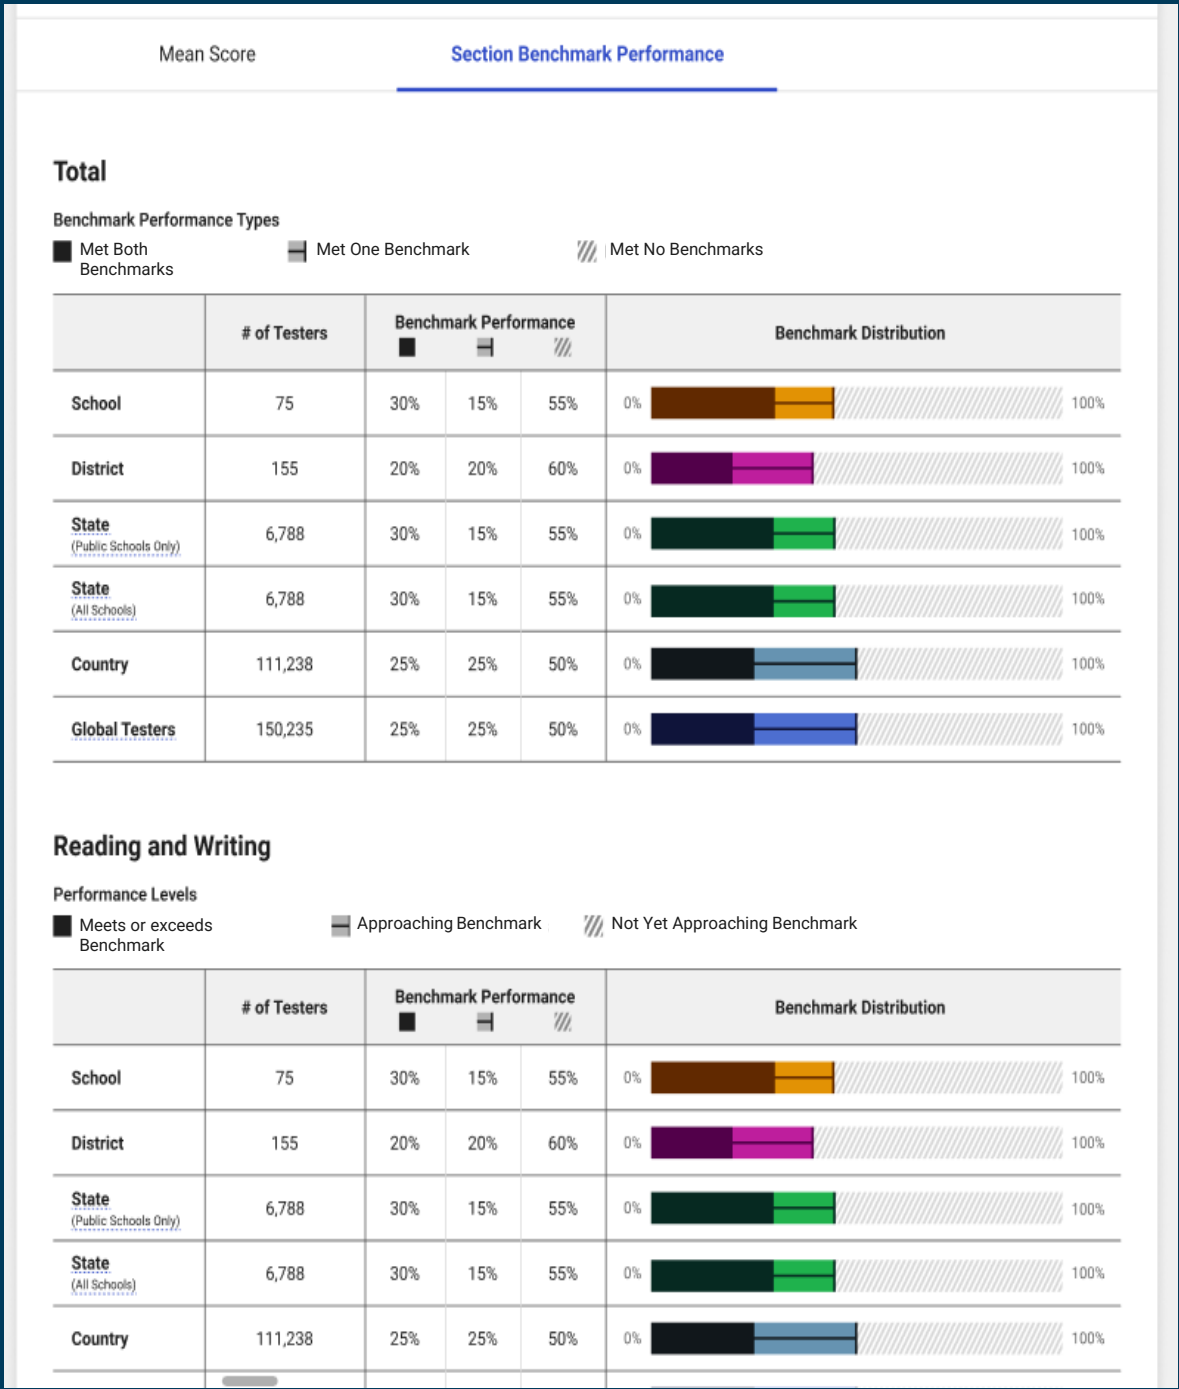 Mean Score Section Benchmark Performance
Total
Benchmark Performance Types
Met Both Met One Benchmark Met No Benchmarks
Benchmarks
# of Testers Benchmark Performance Benchmark Distribution
School 75 30% 15% 55% 0% 100%
District 155 20% 20% 60% 0% 100%
State
(Public Schools Only) 6,788 30% 15% 55% 0% 100%
State
(All Schools) 6,788 30% 15% 55% 0% 100%
Country 111,238 25% 25% 50% 0% 100%
Global Testers 150,235 25% 25% 50% 0% 100%
Reading and Writing
Performance Levels
Meets or exceeds Approaching Benchmark Not Yet Approaching Benchmark
Benchmark
# of Testers Benchmark Performance Benchmark Distribution
School 75 30% 15% 55% 0% 100%
District 155 20% 20% 60% 0% 100%
State
(Public Schools Only) 6,788 30% 15% 55% 0% 100%
State
(All Schools) 6,788 30% 15% 55% 0% 100%
Country 111,238 25% 25% 50% 0% 100%